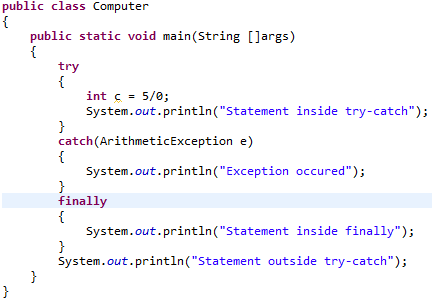 public class Computer
{
    public static void main(String []args)
    {
        try
        {
            int c = 5/0;
            System.out.println("Statement inside try-catch");
        }
        catch(ArithmeticException e)
        {
            System.out.println("Exception occured");
        }
        finally
        {
            System.out.println("Statement inside finally");
        }
        System.out.println("Statement outside try-catch");
    }
}